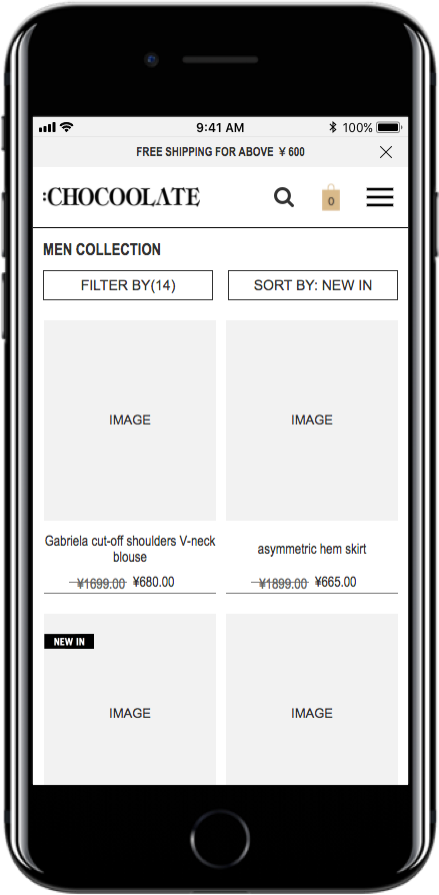 9:41 AM
100%
FREE SHIPPING FOR ABOVE ¥ 600
:CHOCOOLATE
0
MEN COLLECTION
FILTER BY(14)
SORT BY: NEW IN
IMAGE
IMAGE
Gabriela cut-off shoulders V-neck
blouse
¥1699.00 ¥680.00
asymmetric hem skirt
¥1899.00 ¥665.00
NEW IN
IMAGE
IMAGE